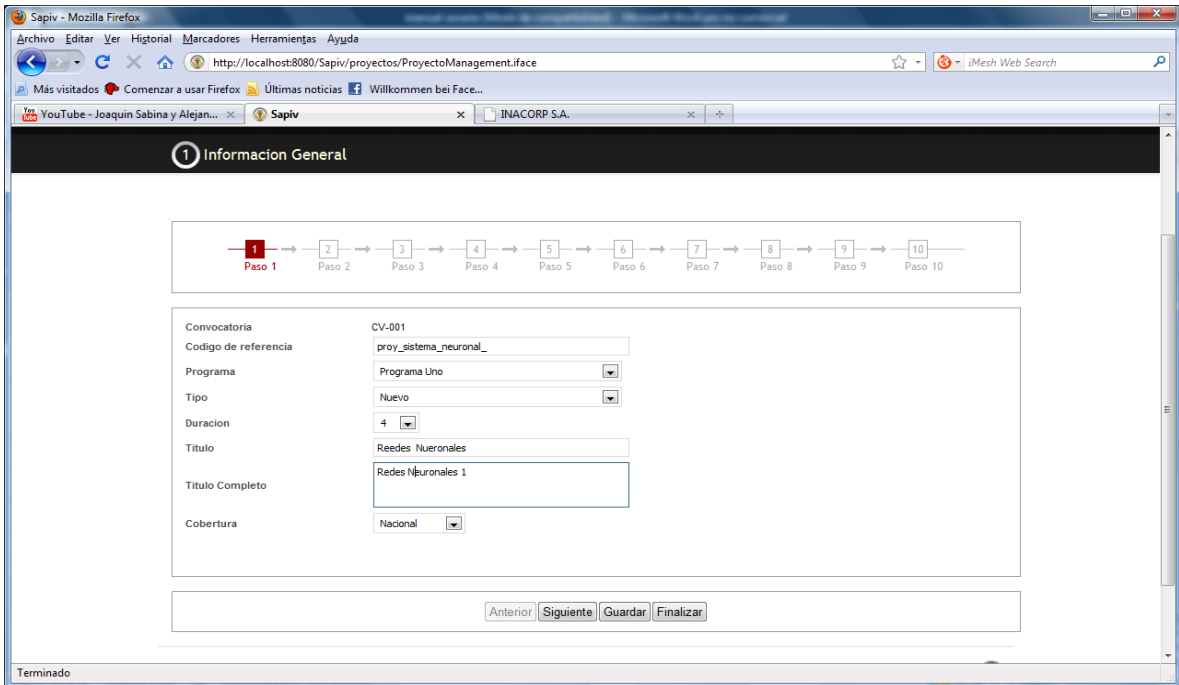 Sapiv - Mozilla Firefox
Archivo Editar Ver Historial Marcadores Herramientas Ayuda
http://localhost:8080/Sapiv/proyectos/ProyectoManagement.iface iMesh Web Search
Más visitados Comenzar a usar Firefox Últimas noticias Willkommen bei Face...
YouTube - Joaquin Sabina y Alejan... Sapiv INACORP S.A.
1 Informacion General
1 2 3 4 5 6 7 8 9 10
Paso 1 Paso 2 Paso 3 Paso 4 Paso 5 Paso 6 Paso 7 Paso 8 Paso 9 Paso 10
Convocatoria CV-001
Codigo de referencia proy_sistema_neuronal_
Programa Programa Uno
Tipo Nuevo
Duracion 4
Titulo Reedes Nueronales
Titulo Completo Redes Neuronales 1
Cobertura Nacional
Anterior Siguiente Guardar Finalizar
Terminado